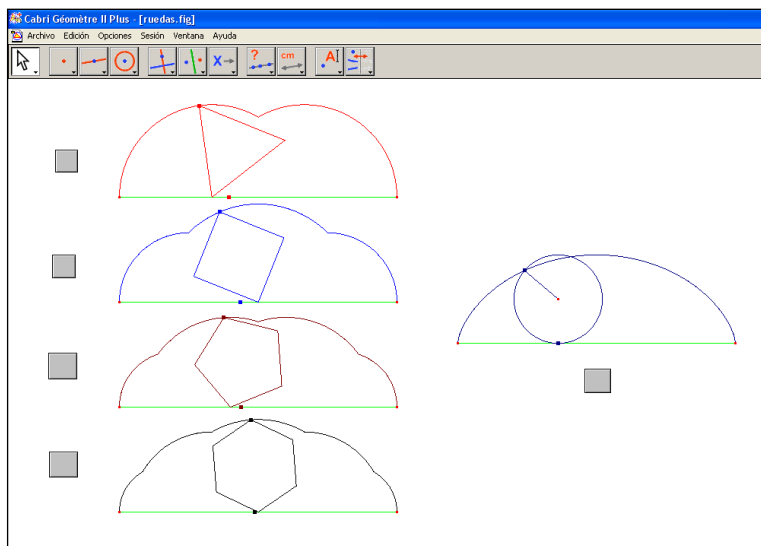 Cabri Géomètre II Plus - [ruedas.fig]
Archivo Edición Opciones Sesión Ventana Ayuda
X ? cm A